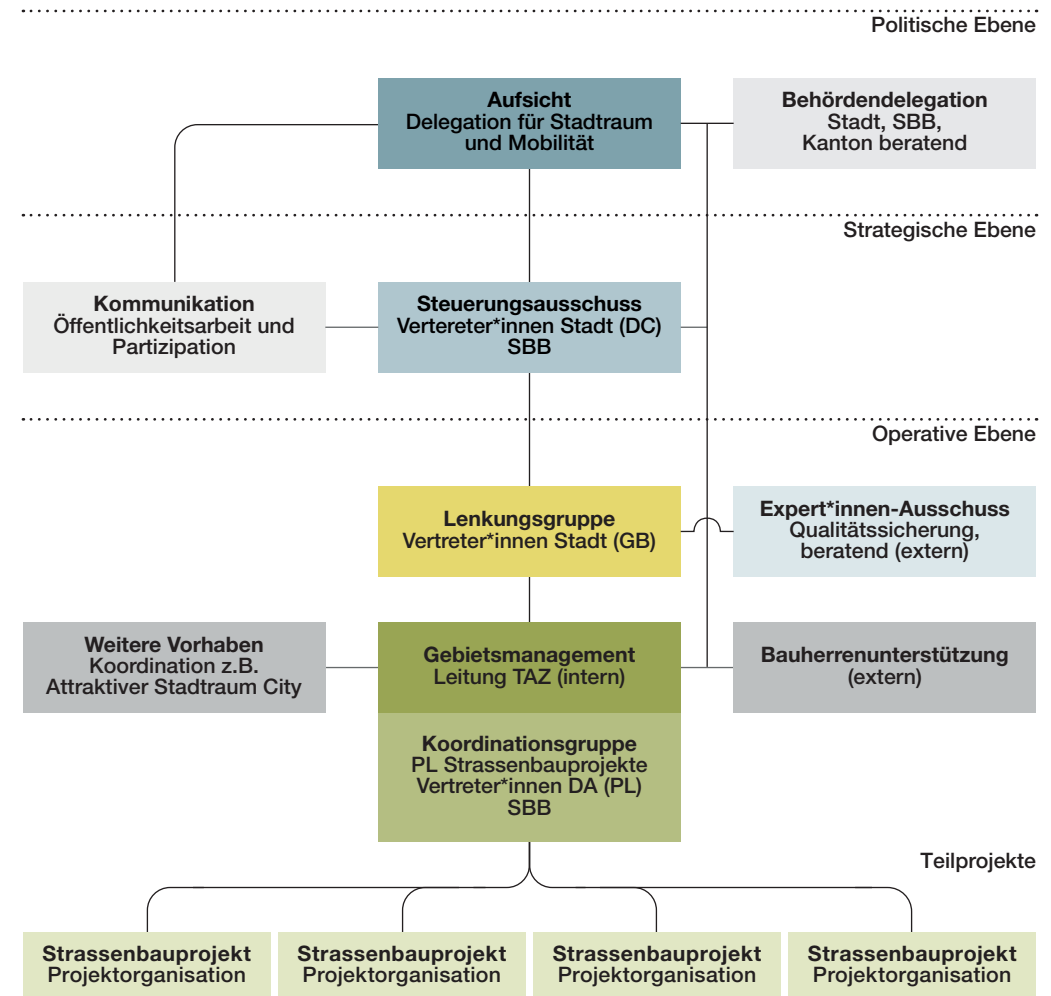 Politische Ebene
Aufsicht
Delegation für Stadtraum
und Mobilität
Behördendelegation
Stadt, SBB,
Kanton beratend
Strategische Ebene
Kommunikation
Öffentlichkeitsarbeit und
Partizipation
Steuerungsausschuss
Vertereter*innen Stadt (DC)
SBB
Operative Ebene
Lenkungsgruppe
Vertreter*innen Stadt (GB)
Expert*innen-Ausschuss
Qualitätssicherung,
beratend (extern)
Weitere Vorhaben
Koordination z.B.
Attraktiver Stadtraum City
Gebietsmanagement
Leitung TAZ (intern)
Bauherrenunterstützung
(extern)
Koordinationsgruppe
PL Strassenbauprojekte
Vertreter*innen DA (PL)
SBB
Teilprojekte
Strassenbauprojekt
Projektorganisation
Strassenbauprojekt
Projektorganisation
Strassenbauprojekt
Projektorganisation
Strassenbauprojekt
Projektorganisation